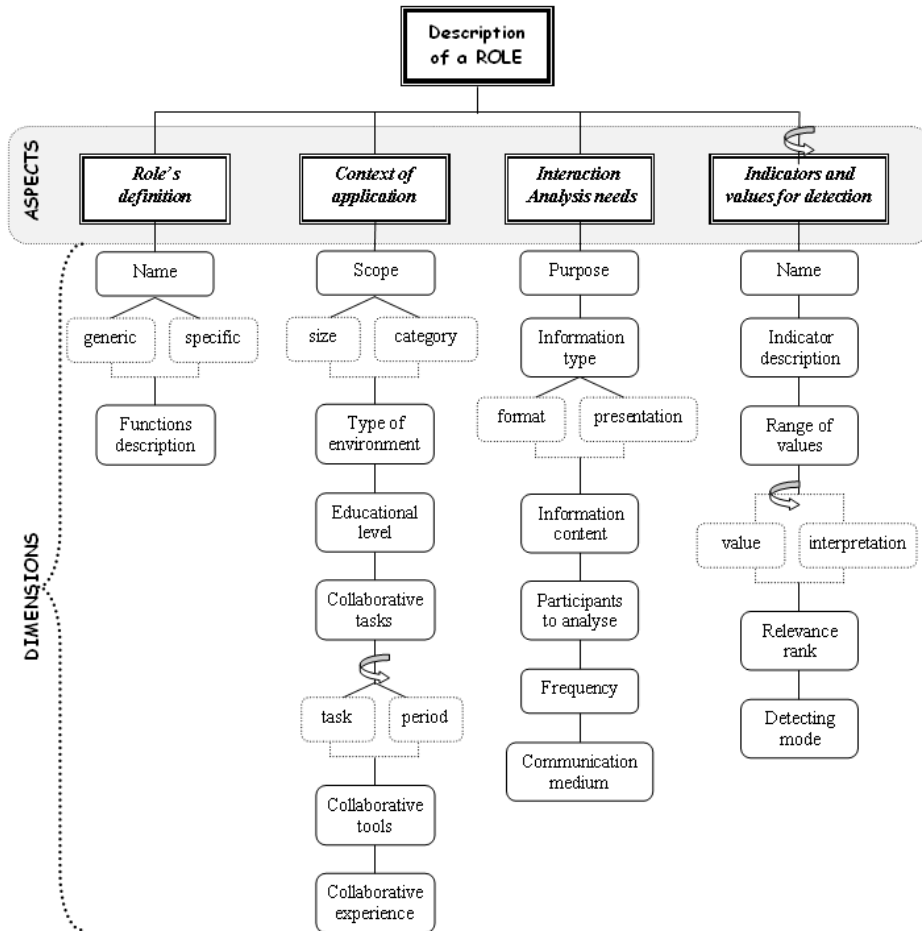 Description
of a ROLE
ASPECTS
Role's
definition
Context of
application
Interaction
Analysis needs
Indicators and
values for detection
DIMENSIONS
Name
generic
specific
Functions
description
Scope
size
category
Type of
environment
Educational
level
Collaborative
tasks
task
period
Collaborative
tools
Collaborative
experience
Purpose
Information
type
format
presentation
Information
content
Participants
to analyse
Frequency
Communication
medium
Name
Indicator
description
Range of
values
value
interpretation
Relevance
rank
Detecting
mode